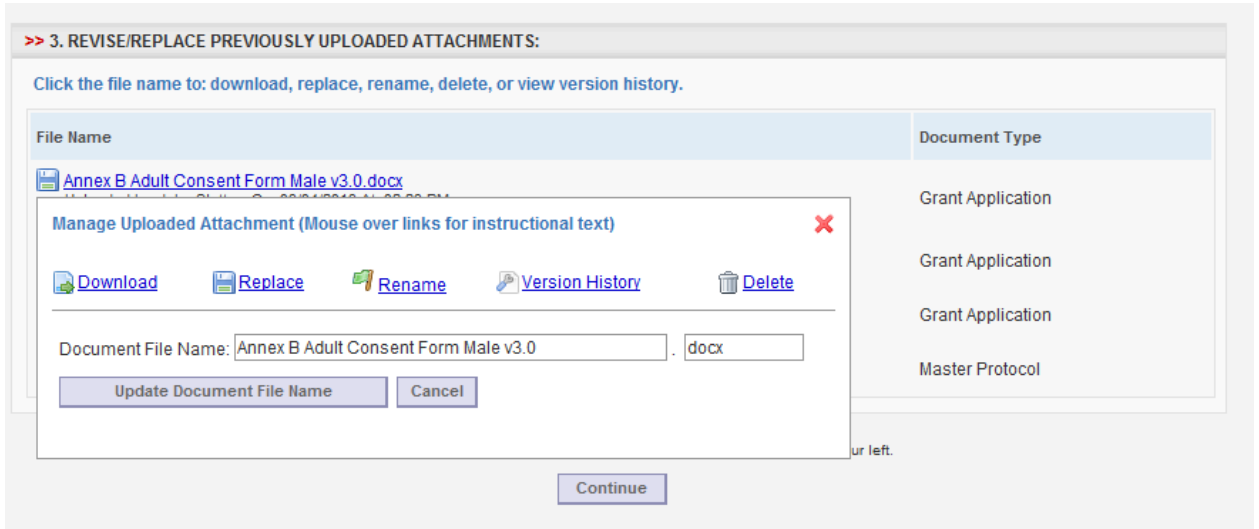 >> 3. REVISE/REPLACE PREVIOUSLY UPLOADED ATTACHMENTS:
Click the file name to: download, replace, rename, delete, or view version history.
File Name Document Type
Annex B Adult Consent Form Male v3.0.docx
Grant Application
Manage Uploaded Attachment (Mouse over links for instructional text)
Grant Application
Download Replace Rename Version History Delete
Grant Application
Document File Name: Annex B Adult Consent Form Male v3.0 . docx
Master Protocol
Update Document File Name Cancel
ur left.
Continue